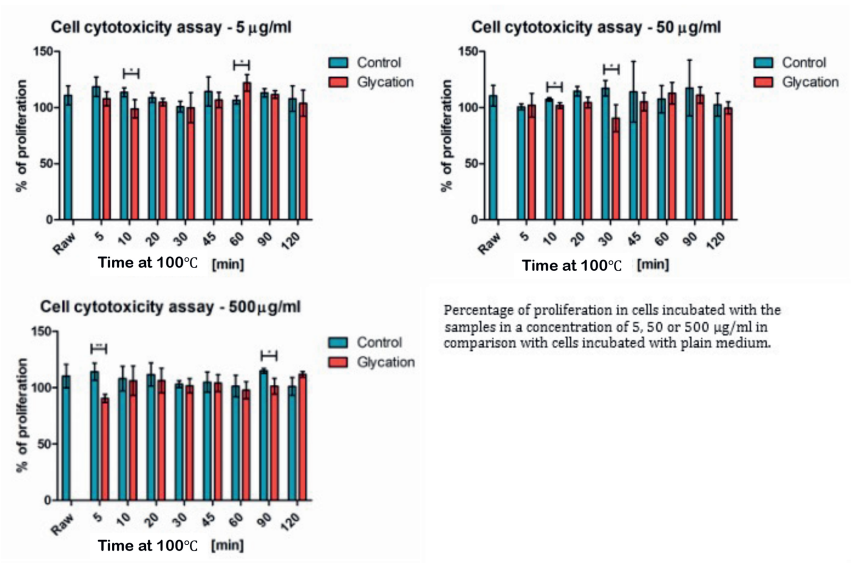 Cell cytotoxicity assay - 5 µg/ml
150
100
50
0
% of proliferation
Control
Glycation
*
*
Raw 5 10 20 30 45 60 90 120
Time at 100°C [min]
Cell cytotoxicity assay - 50 µg/ml
150
100
50
0
% of proliferation
Control
Glycation
*
*
Raw 5 10 20 30 45 60 90 120
Time at 100°C [min]
Cell cytotoxicity assay - 500µg/ml
150
100
50
0
% of proliferation
Control
Glycation
**
*
Raw 5 10 20 30 45 60 90 120
Time at 100°C [min]
Percentage of proliferation in cells incubated with the
samples in a concentration of 5, 50 or 500 µg/ml in
comparison with cells incubated with plain medium.